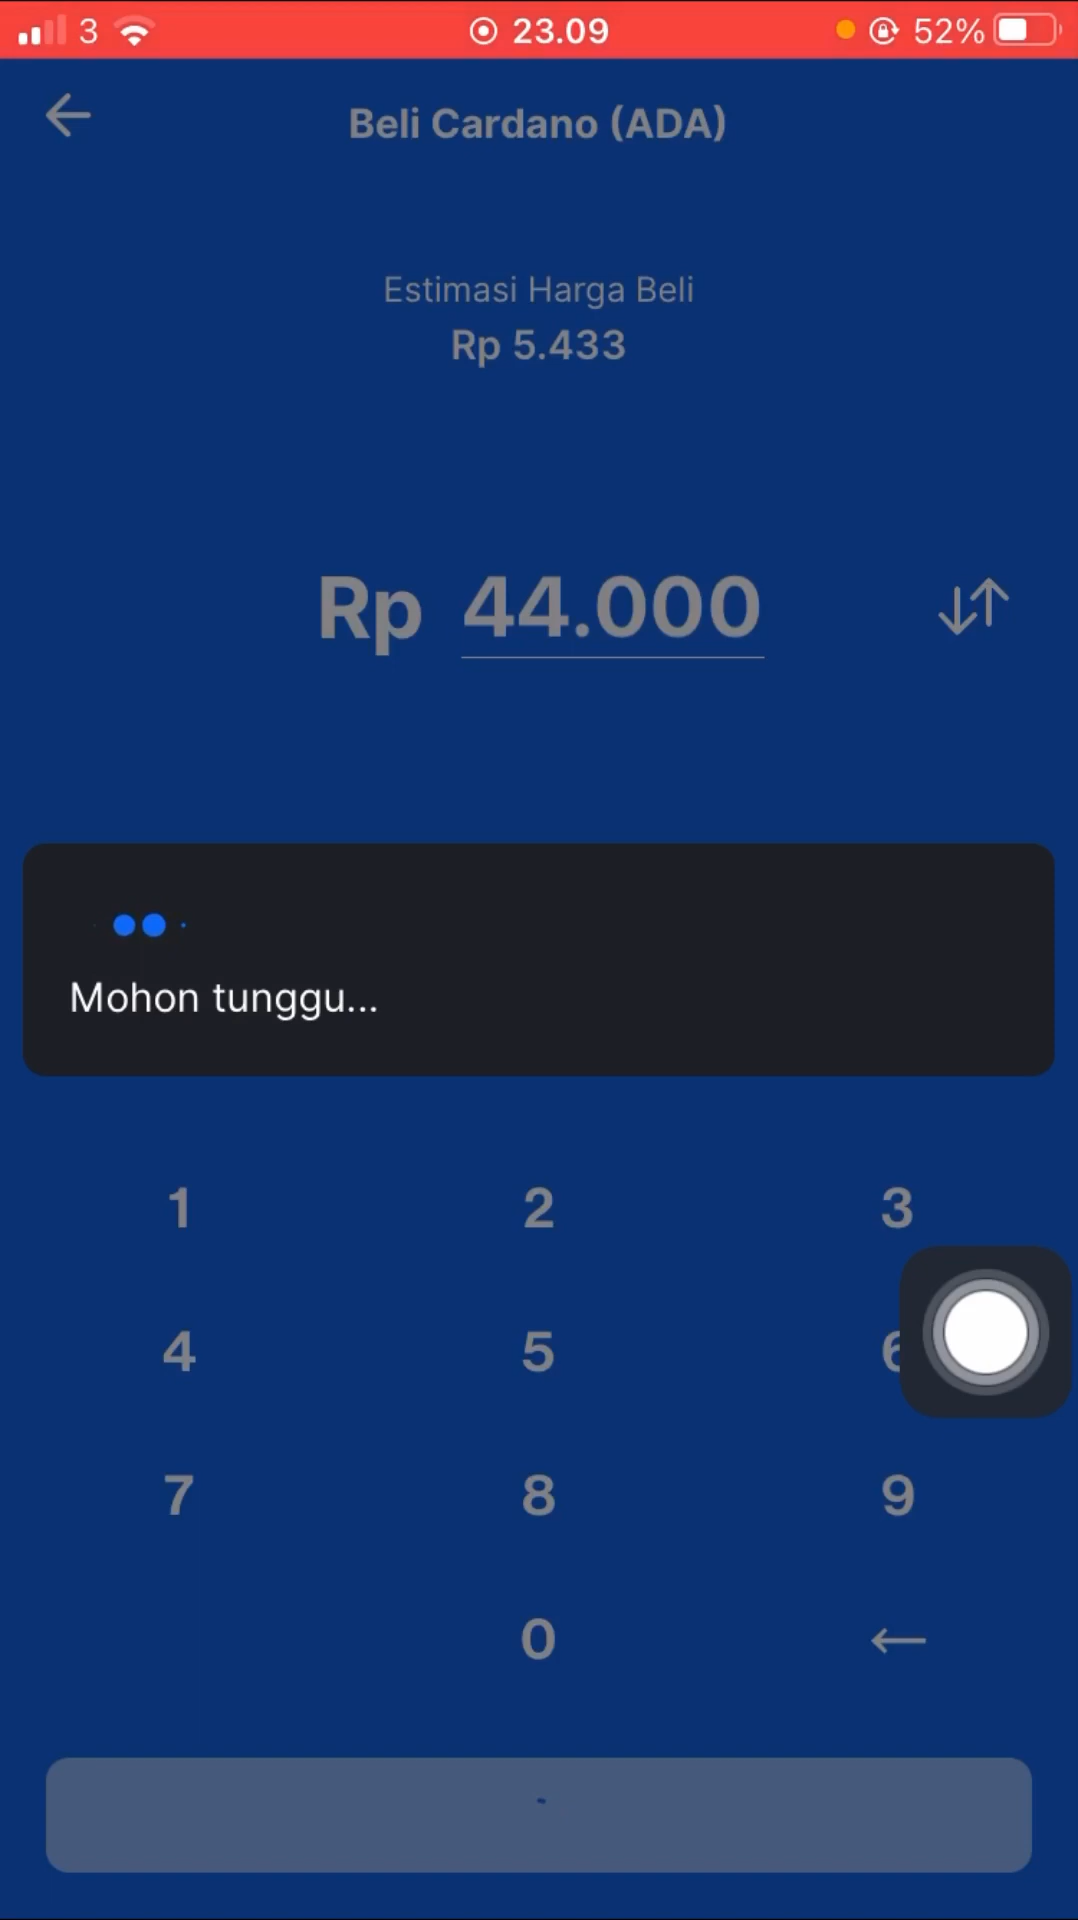 3 23.09 52%
Beli Cardano (ADA)
Estimasi Harga Beli
Rp 5.433
Rp 44.000
Mohon tunggu...
1 2 3
4 5 6
7 8 9
0